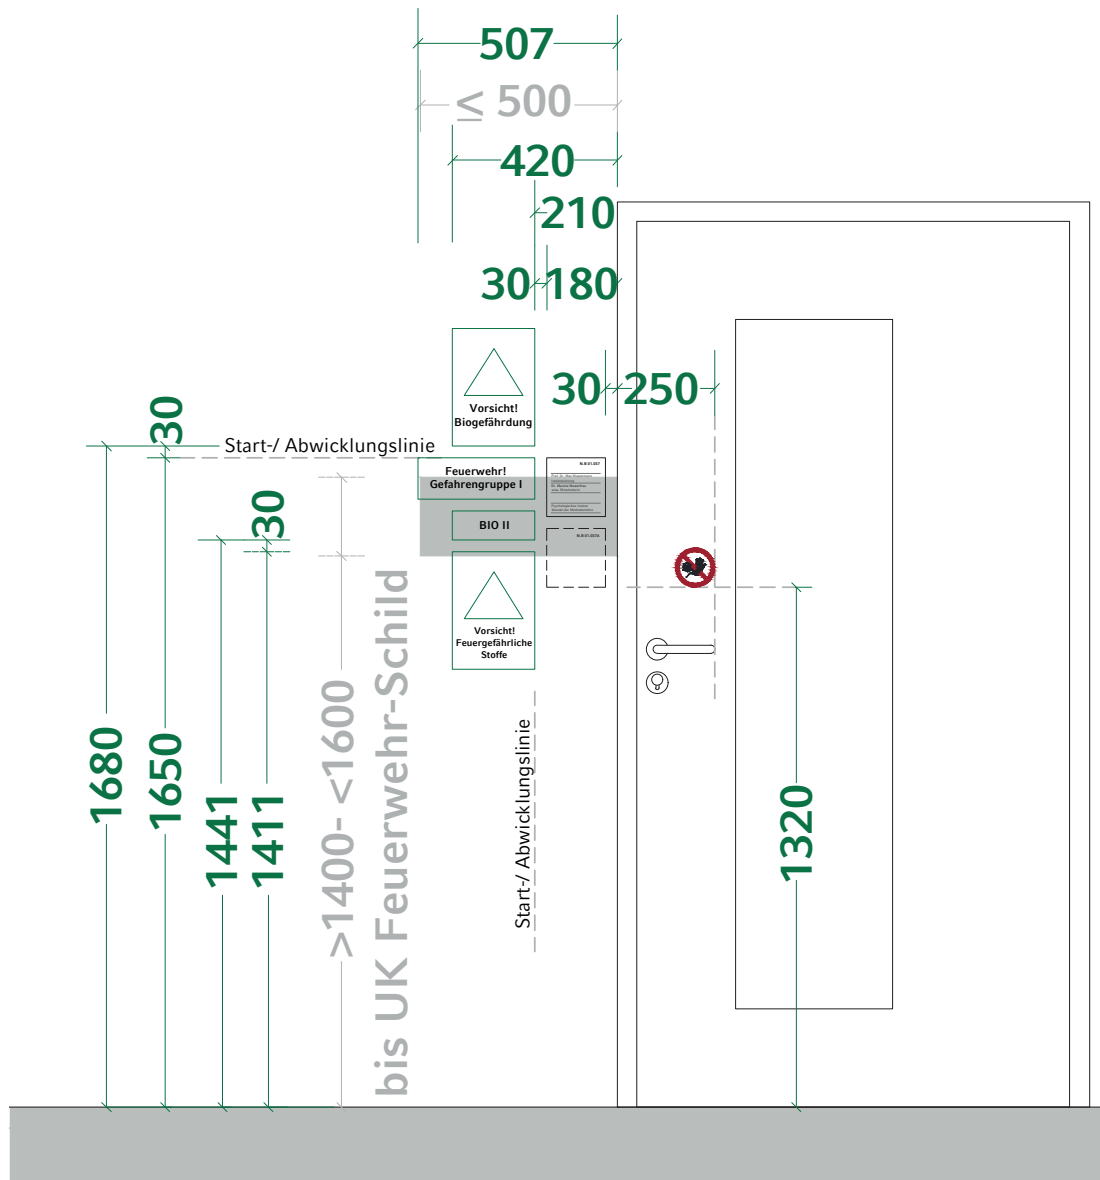 507
≤ 500
420
210
30
180
30
250
Vorsicht!
Biogefährdung
30
Start-/ Abwicklungslinie
Feuerwehr!
Gefahrengruppe I
30
BIO II
Vorsicht!
Feuergefährliche
Stoffe
1680
1650
1441
1411
>1400- <1600
bis UK Feuerwehr-Schild
Start-/ Abwicklungslinie
1320